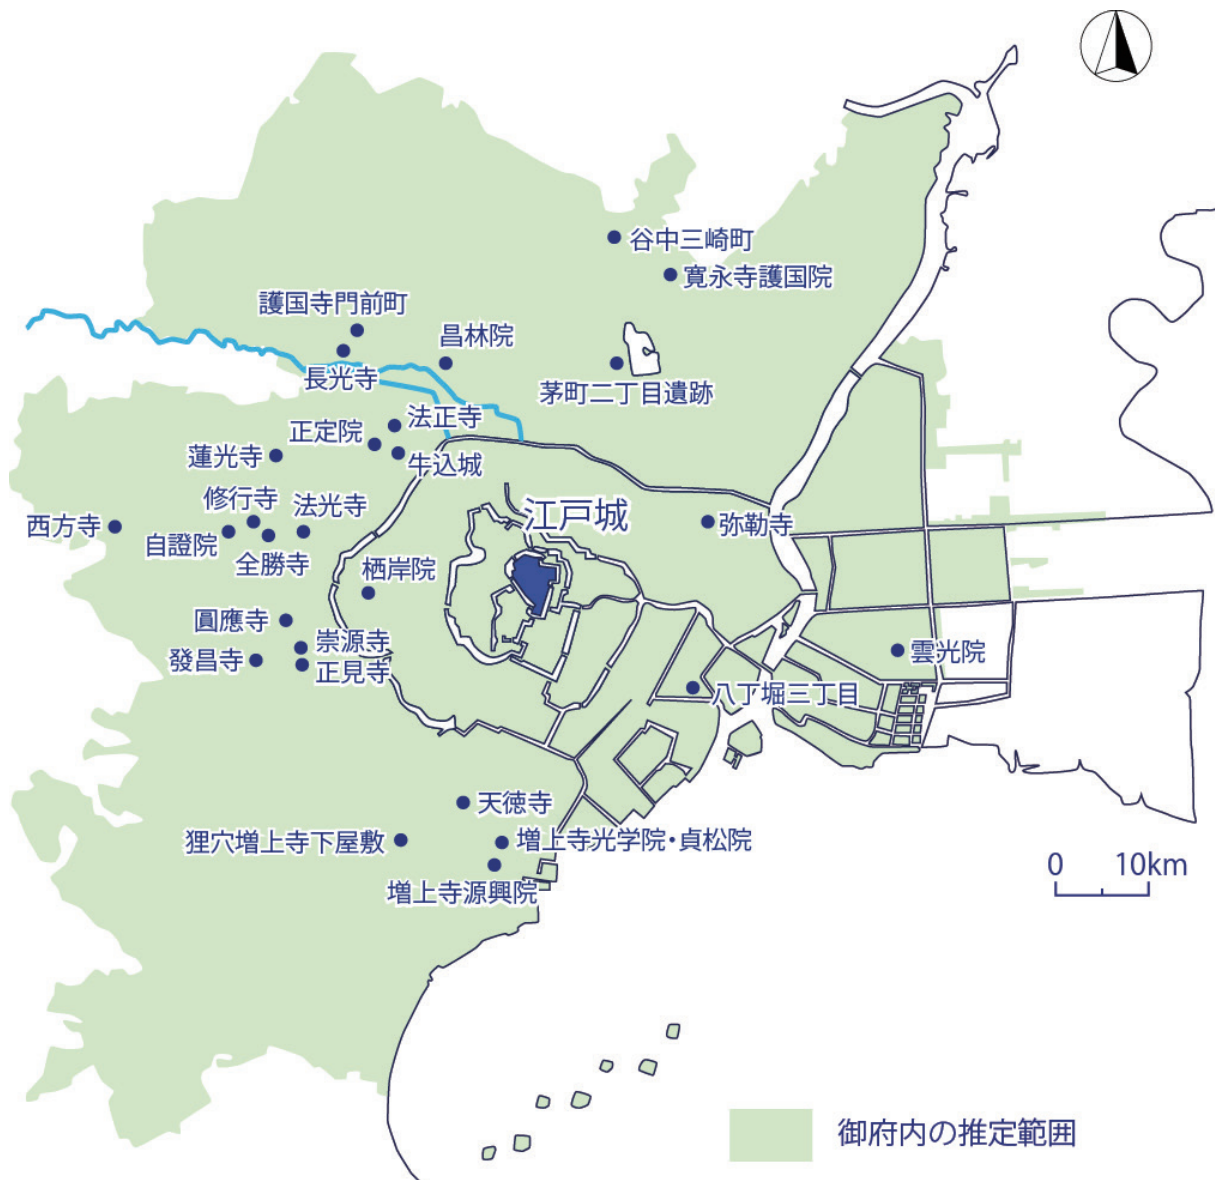 谷中三崎町
寛永寺護国院
護国寺門前町
昌林院
長光寺
茅町二丁目遺跡
法正寺
正定院
蓮光寺
牛込城
修行寺
法光寺
江戸城
西方寺
自證院
弥勒寺
全勝寺
栖岸院
圓應寺
崇源寺
發昌寺
正見寺
雲光院
八丁堀三丁目
天徳寺
狸穴増上寺下屋敷
増上寺光学院・貞松院
増上寺源興院
0 10km
御府内の推定範囲